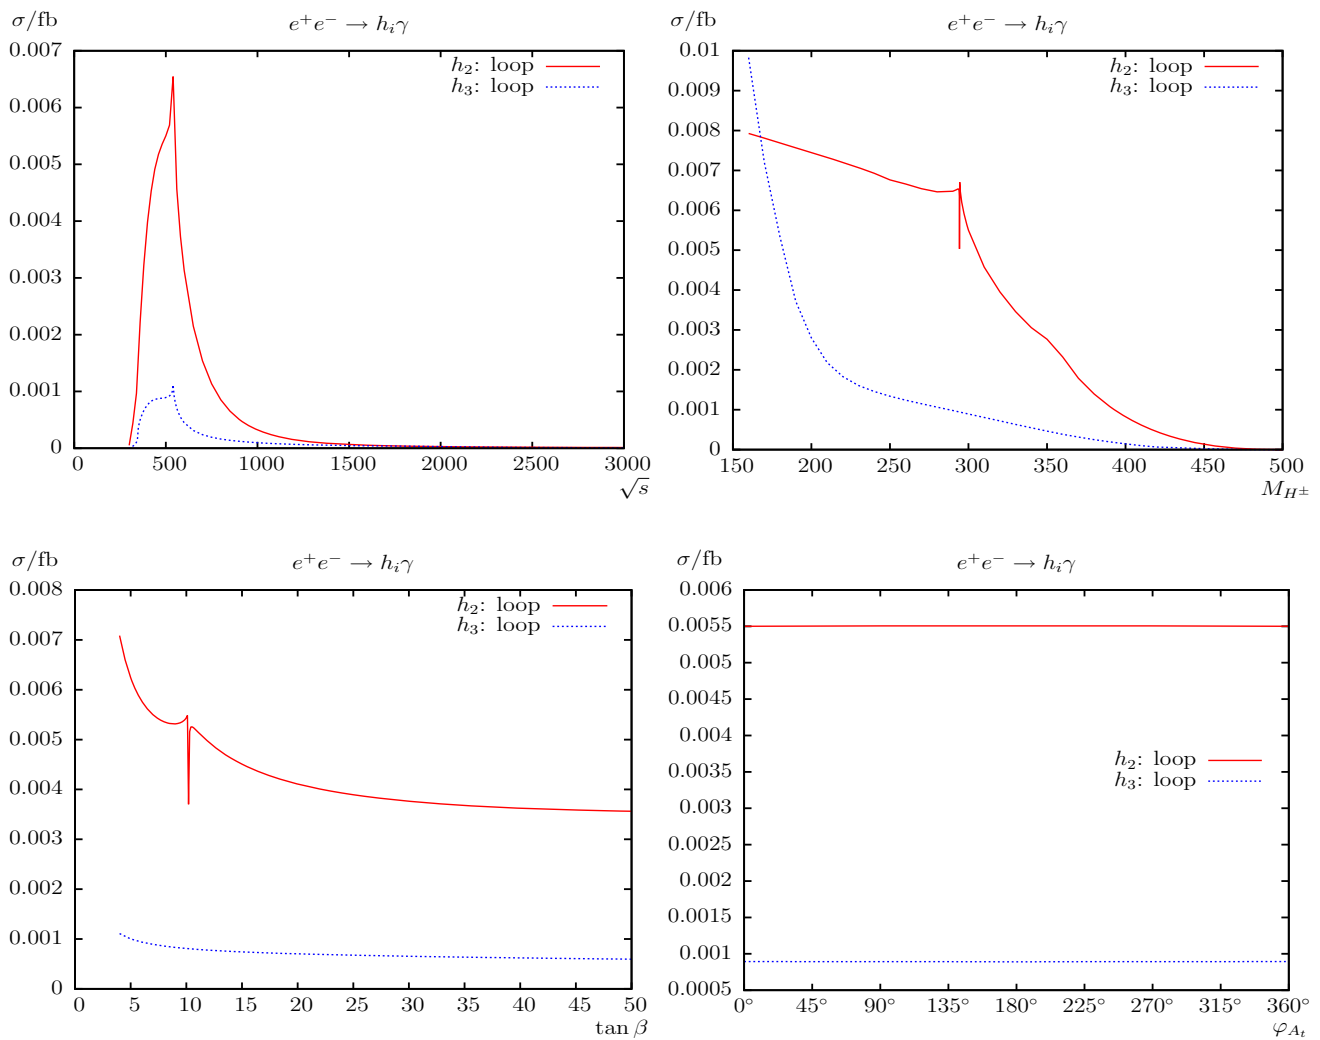 σ/fb
e⁺e⁻ → hᵢγ
0.007
0.006
0.005
0.004
0.003
0.002
0.001
0
h₂: loop
h₃: loop
0 500 1000 1500 2000 2500 3000
√s
σ/fb
e⁺e⁻ → hᵢγ
0.01
0.009
0.008
0.007
0.006
0.005
0.004
0.003
0.002
0.001
0
h₂: loop
h₃: loop
150 200 250 300 350 400 450 500
M_{H^±}
σ/fb
e⁺e⁻ → hᵢγ
0.008
0.007
0.006
0.005
0.004
0.003
0.002
0.001
0
h₂: loop
h₃: loop
0 5 10 15 20 25 30 35 40 45 50
tan β
σ/fb
e⁺e⁻ → hᵢγ
0.006
0.0055
0.005
0.0045
0.004
0.0035
0.003
0.0025
0.002
0.0015
0.001
0.0005
h₂: loop
h₃: loop
0° 45° 90° 135° 180° 225° 270° 315° 360°
φ_{A_t}